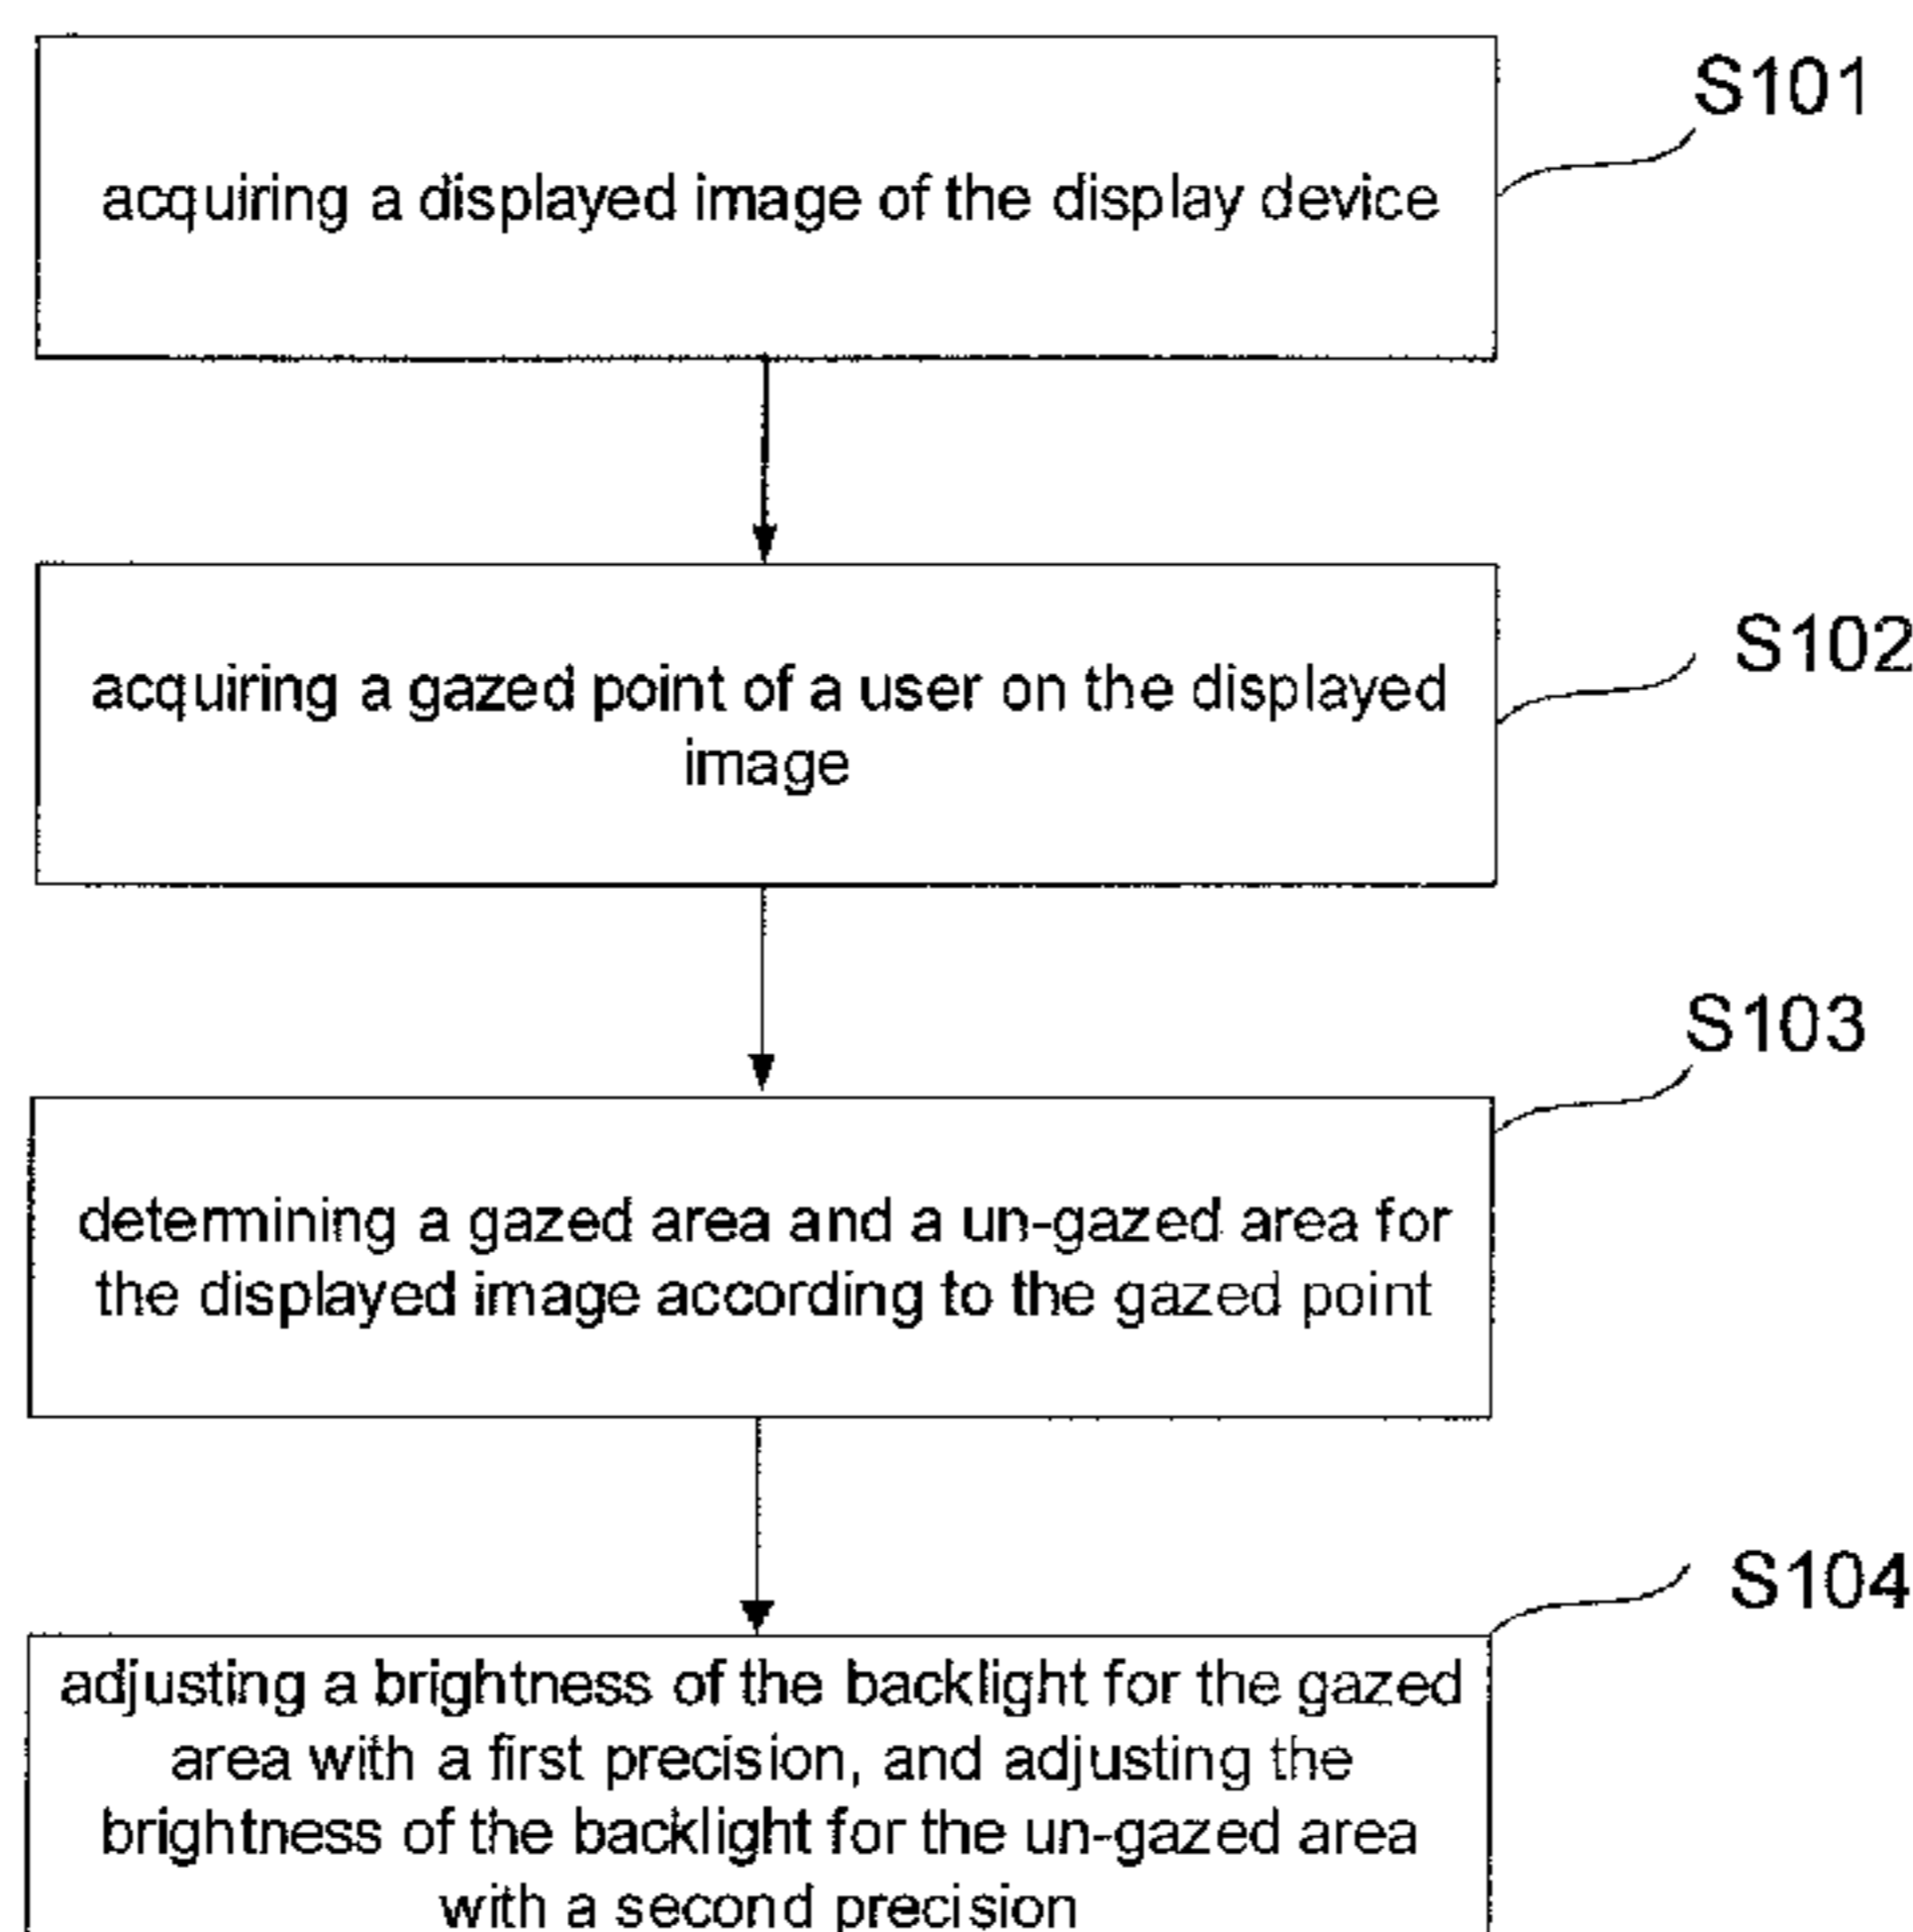 S101
acquiring a displayed image of the display device
S102
acquiring a gazed point of a user on the displayed
image
S103
determining a gazed area and a un-gazed area for
the displayed image according to the gazed point
S104
adjusting a brightness of the backlight for the gazed
area with a first precision, and adjusting the
brightness of the backlight for the un-gazed area
with a second precision